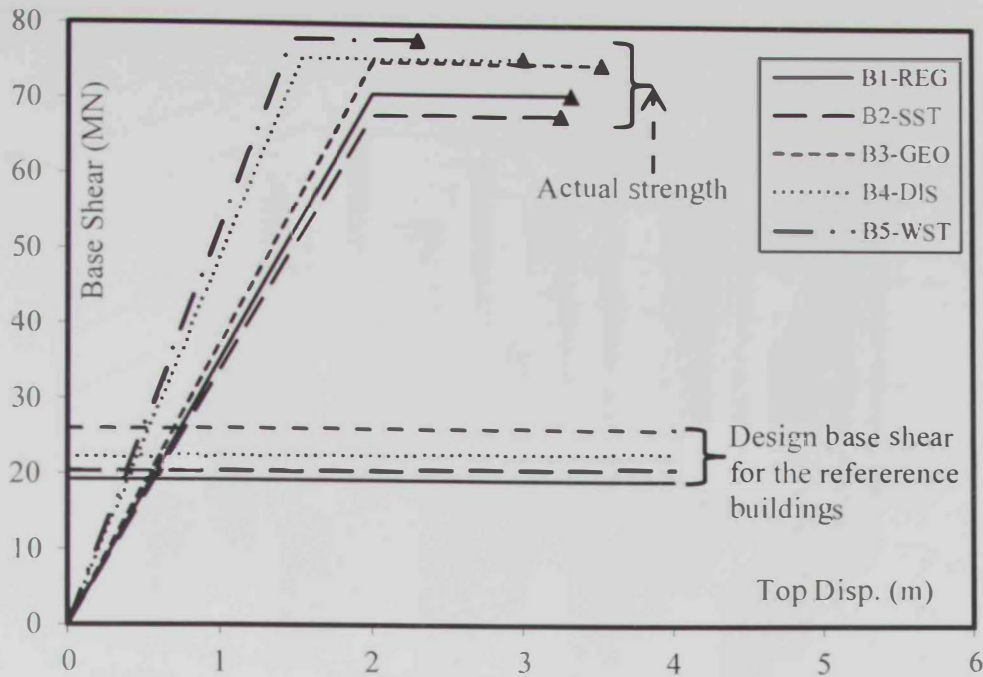 80
70
60
50
40
30
20
10
0
Base Shear (MN)
B1-REG
B2-SST
B3-GEO
B4-DIS
B5-WST
Actual strength
Design base shear
for the refererence
buildings
Top Disp. (m)
0 1 2 3 4 5 6